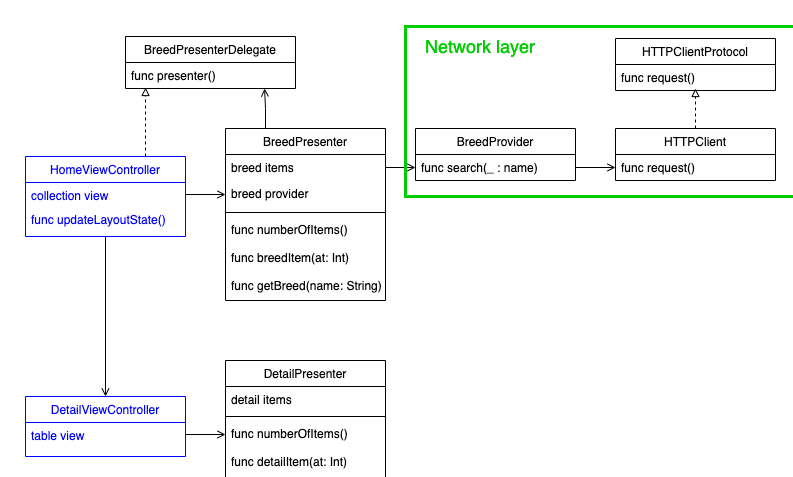 BreedPresenterDelegate
func presenter()
Network layer
HTTPClientProtocol
func request()
HomeViewController
collection view
func updateLayoutState()
BreedPresenter
breed items
breed provider
func numberOfItems()
func breedItem(at: Int)
func getBreed(name: String)
BreedProvider
func search(_ : name)
HTTPClient
func request()
DetailViewController
table view
DetailPresenter
detail items
func numberOfItems()
func detailItem(at: Int)